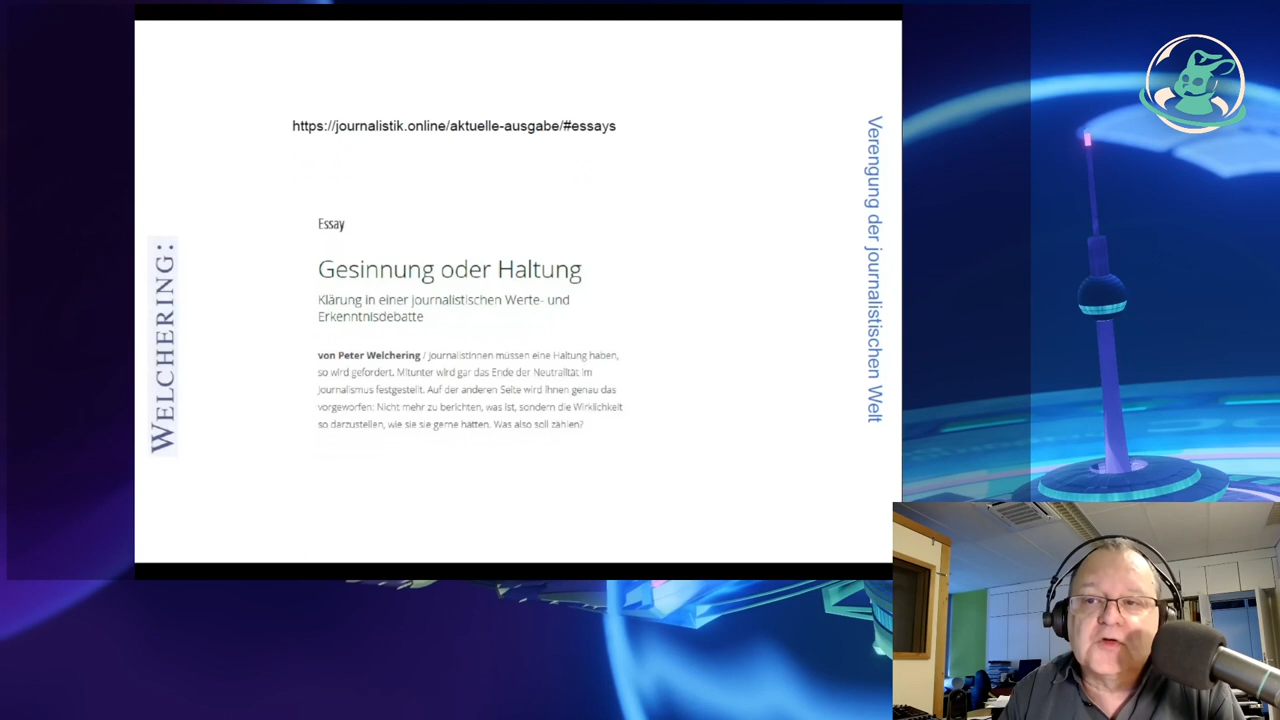 https://journalistik.online/aktuelle-ausgabe/#essays
Essay
Gesinnung oder Haltung
Klärung in einer journalistischen Werte- und
Erkenntnisdebatte
von Peter Welchering / Journalistinnen müssen eine Haltung haben,
so wird gefordert. Mitunter wird gar das Ende der Neutralität im
Journalismus festgestellt. Auf der anderen Seite wird ihnen genau das
vorgeworfen: Nicht mehr zu berichten, was ist, sondern die Wirklichkeit
so darzustellen, wie sie sie gerne hätten. Was also soll zählen?
WELCHERING:
Verengung der journalistischen Welt